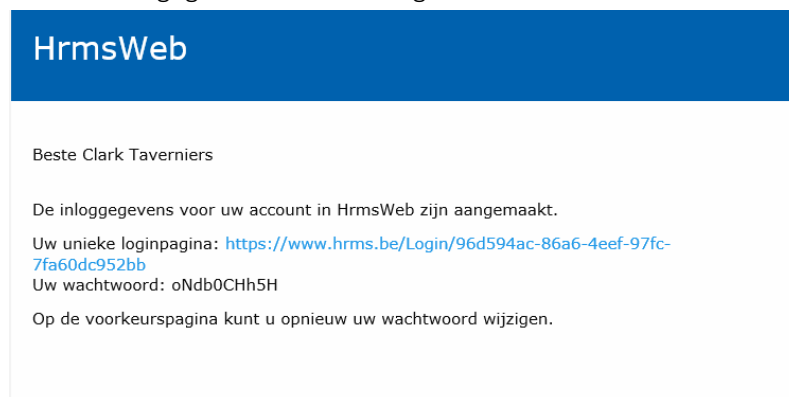 HrmsWeb
Beste Clark Taverniers
De inloggegevens voor uw account in HrmsWeb zijn aangemaakt.
Uw unieke loginpagina: https://www.hrms.be/Login/96d594ac-86a6-4eef-97fc-
7fa60dc952bb
Uw wachtwoord: oNdb0CHh5H
Op de voorkeurspagina kunt u opnieuw uw wachtwoord wijzigen.